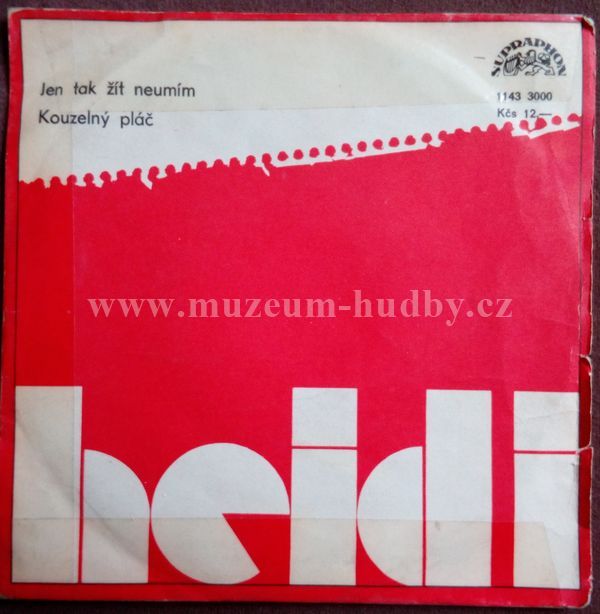 Jen tak žít neumím
Kouzelný pláč
SUPRAPHON
1143 3000
Kčs 12,—
www.muzeum-hudby.cz
heidi